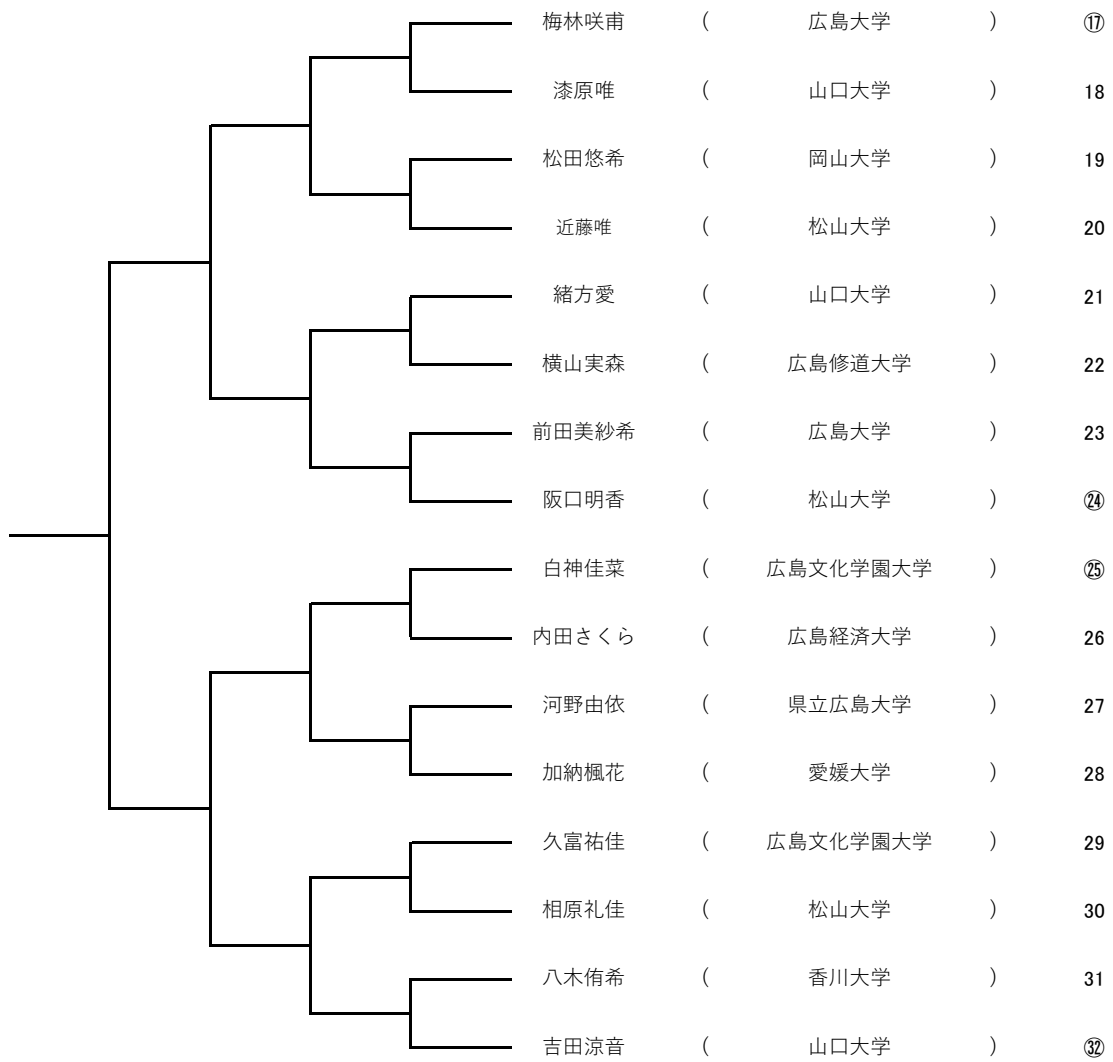 梅林咲甫 ( 広島大学 ) ⑰
漆原唯 ( 山口大学 ) 18
松田悠希 ( 岡山大学 ) 19
近藤唯 ( 松山大学 ) 20
緒方愛 ( 山口大学 ) 21
横山実森 ( 広島修道大学 ) 22
前田美紗希 ( 広島大学 ) 23
阪口明香 ( 松山大学 ) ㉔
白神佳菜 ( 広島文化学園大学 ) ㉕
内田さくら ( 広島経済大学 ) 26
河野由依 ( 県立広島大学 ) 27
加納楓花 ( 愛媛大学 ) 28
久富祐佳 ( 広島文化学園大学 ) 29
相原礼佳 ( 松山大学 ) 30
八木侑希 ( 香川大学 ) 31
吉田涼音 ( 山口大学 ) ㉜